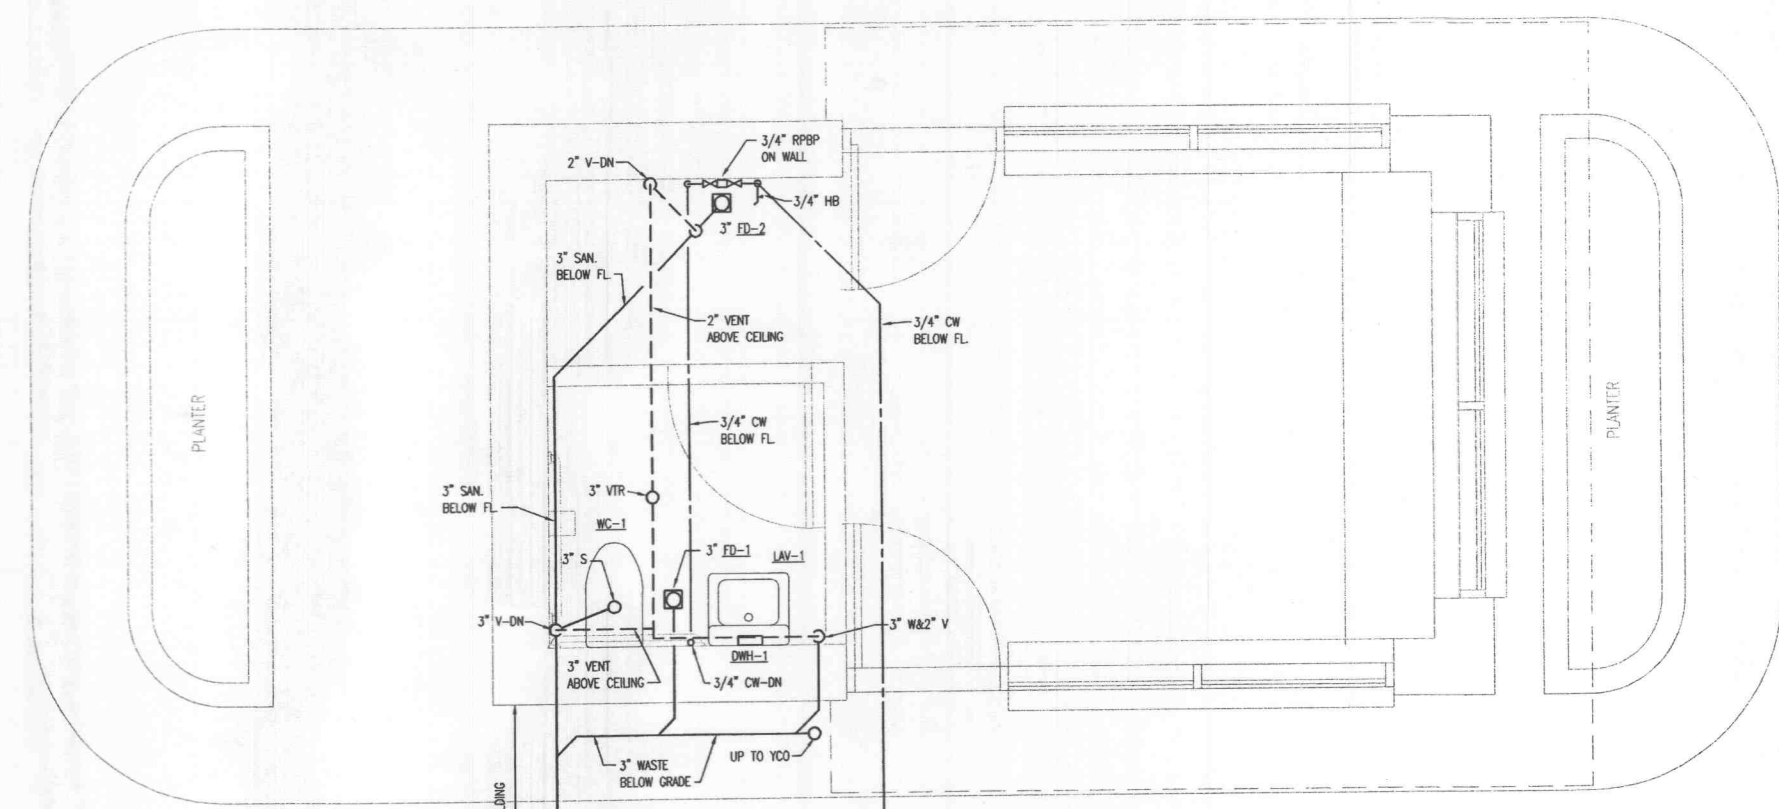 3/4" RPBP
ON WALL
2" V-DN
3/4" HB
3" FD-2
3" SAN.
BELOW FL.
2" VENT
ABOVE CEILING
3/4" CW
BELOW FL.
PLANTER
PLANTER
3/4" CW
BELOW FL.
3" SAN.
BELOW FL.
3" VTR
WC-1
3" S
3" FD-1
LAV-1
3" V-DN
3" W&2" V
DWH-1
3" VENT
ABOVE CEILING
3/4" CW-DN
3" WASTE
BELOW GRADE
UP TO YCO